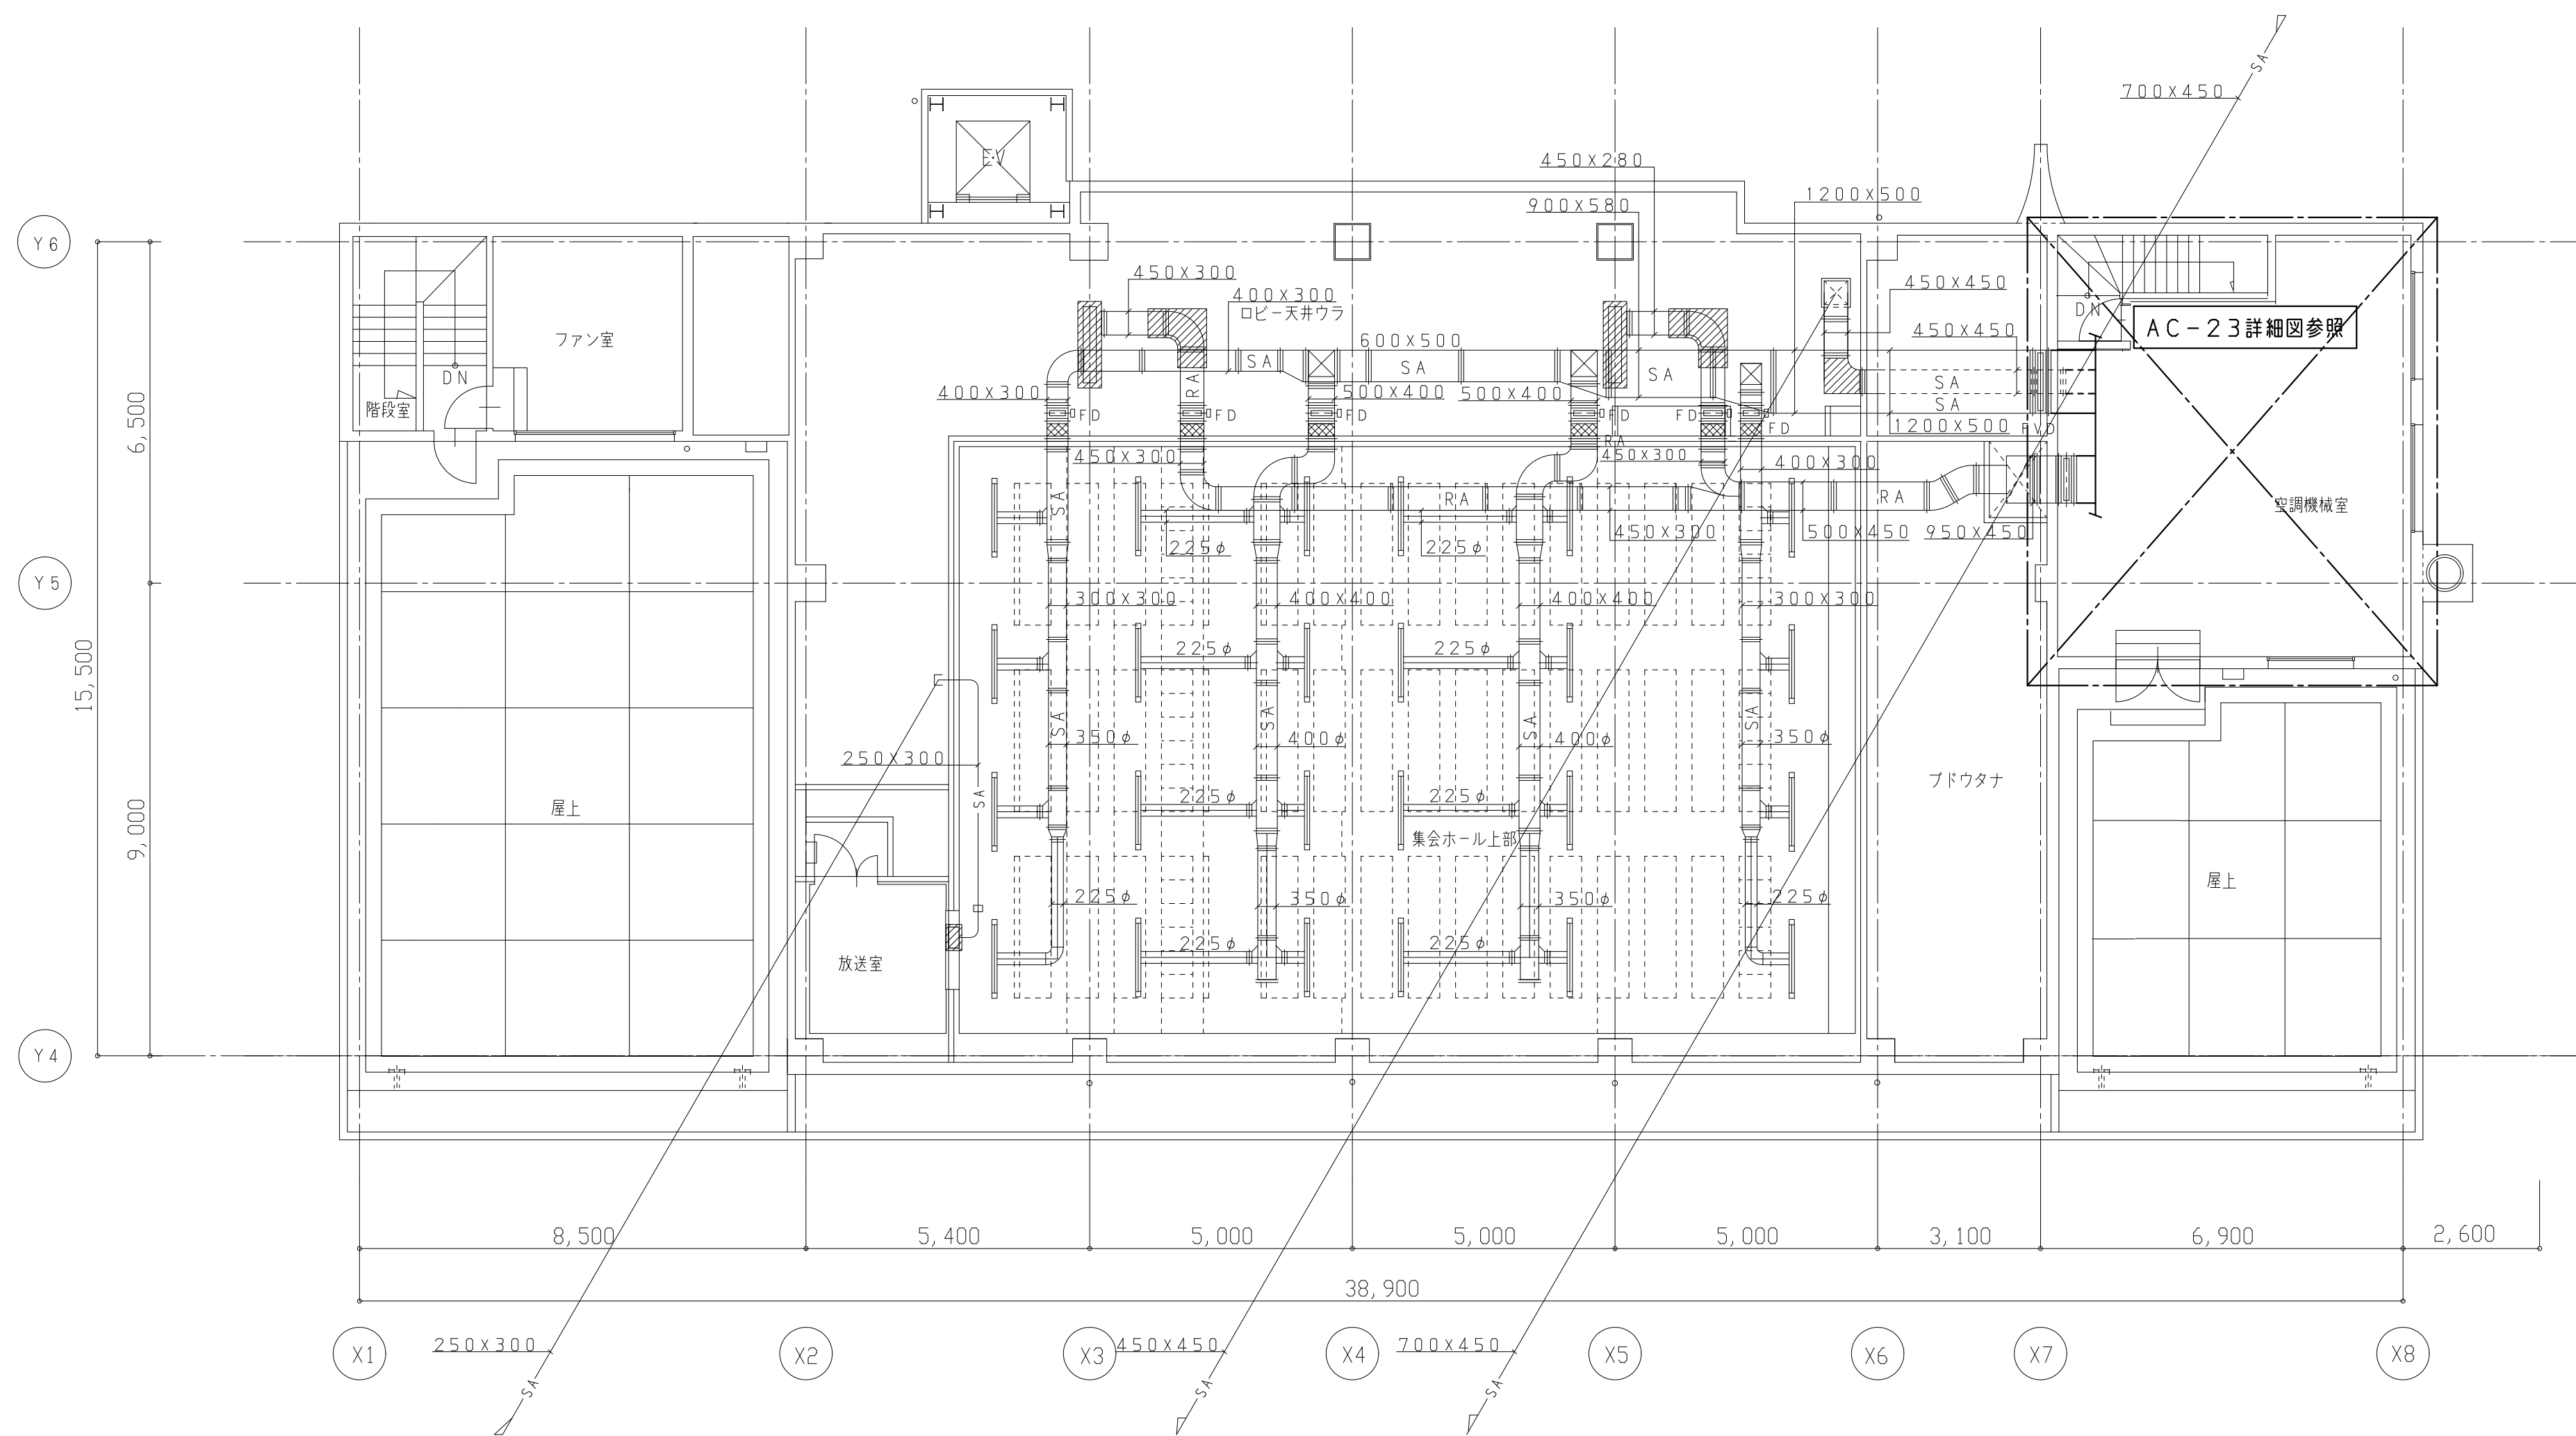 SA
700X450
450X280
EV
1200X500
900X580
Y6
450X300
450X450
400X300
ロビー天井ウラ
DN
AC-23詳細図参照
ファン室
600X500
450X450
SA
SA
SA
DN
RA
SA
400X300
500X400
500X400
SA
階段室
FD
FD
FD
FD
FD
FD
1200X500
FVD
6,500
RA
450X300
450X300
400X300
SA
RA
RA
空調機械室
225φ
225φ
450X300
500X450
950X450
Y5
300X300
400X400
400X400
300X300
15,500
225φ
225φ
SA
SA
SA
SA
350φ
400φ
400φ
350φ
250X300
ブドウタナ
SA
225φ
225φ
屋上
9,000
集会ホール上部
屋上
225φ
350φ
350φ
225φ
225φ
225φ
放送室
Y4
8,500
5,400
5,000
5,000
5,000
3,100
6,900
2,600
38,900
250X300
450X450
700X450
X1
X2
X3
X4
X5
X6
X7
X8
SA
SA
SA